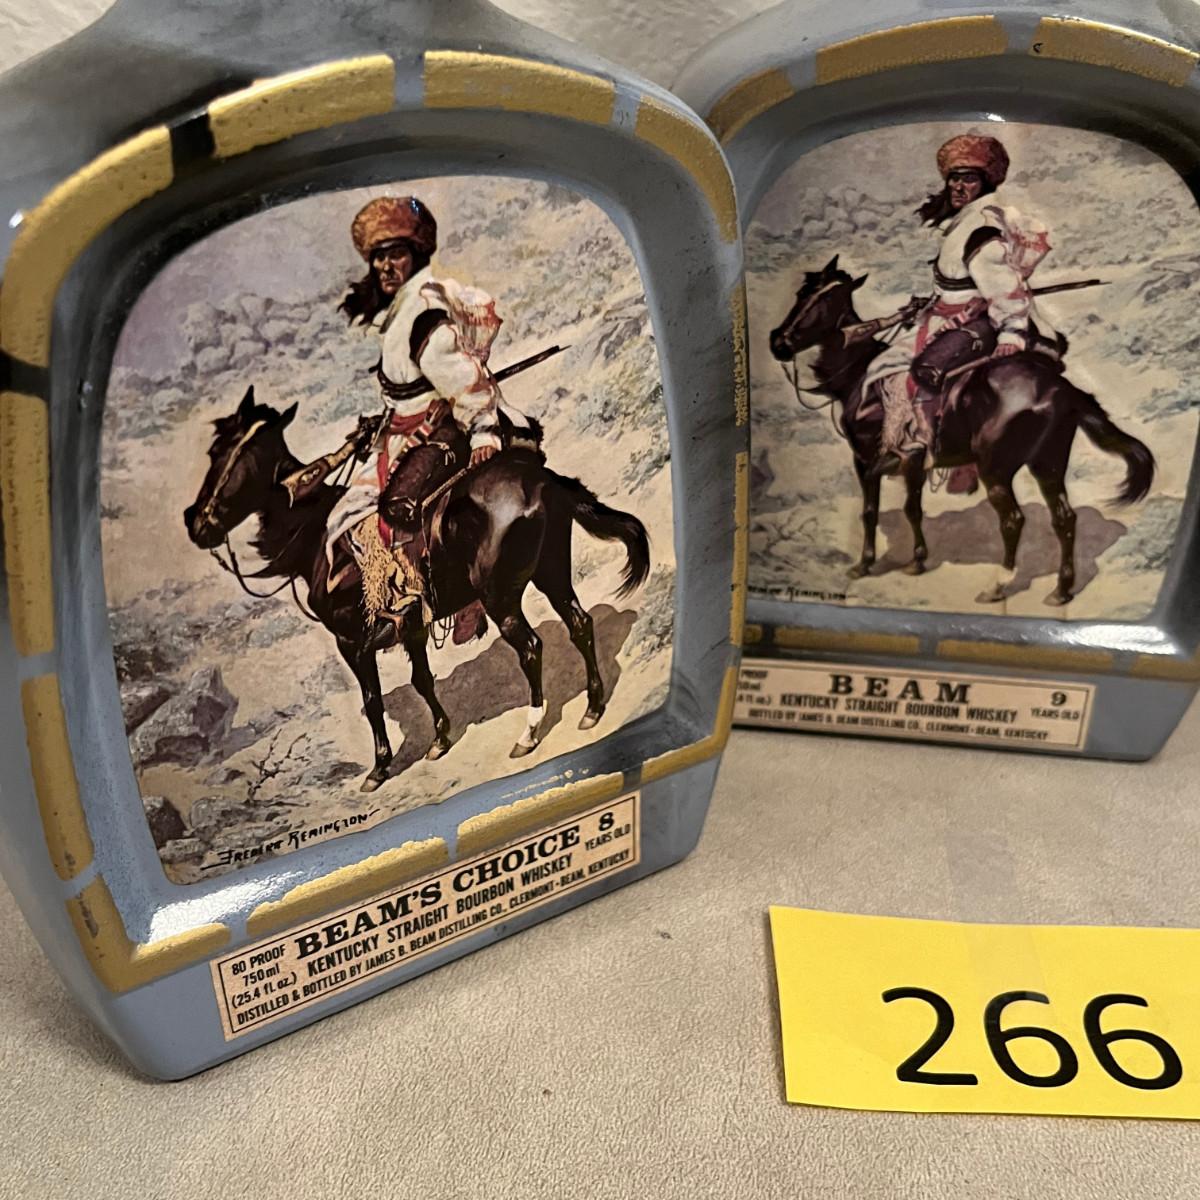 FREDERIC REMINGTON
80 PROOF
750ml
(25.4 fl. oz.)
BEAM'S CHOICE 8
YEARS OLD
KENTUCKY STRAIGHT BOURBON WHISKEY
DISTILLED & BOTTLED BY JAMES B. BEAM DISTILLING CO., CLERMONT-BEAM, KENTUCKY
REMINGTON
PROOF
BEAM 9
YEARS OLD
KENTUCKY STRAIGHT BOURBON WHISKEY
BOTTLED BY JAMES B. BEAM DISTILLING CO., CLERMONT-BEAM, KENTUCKY
266